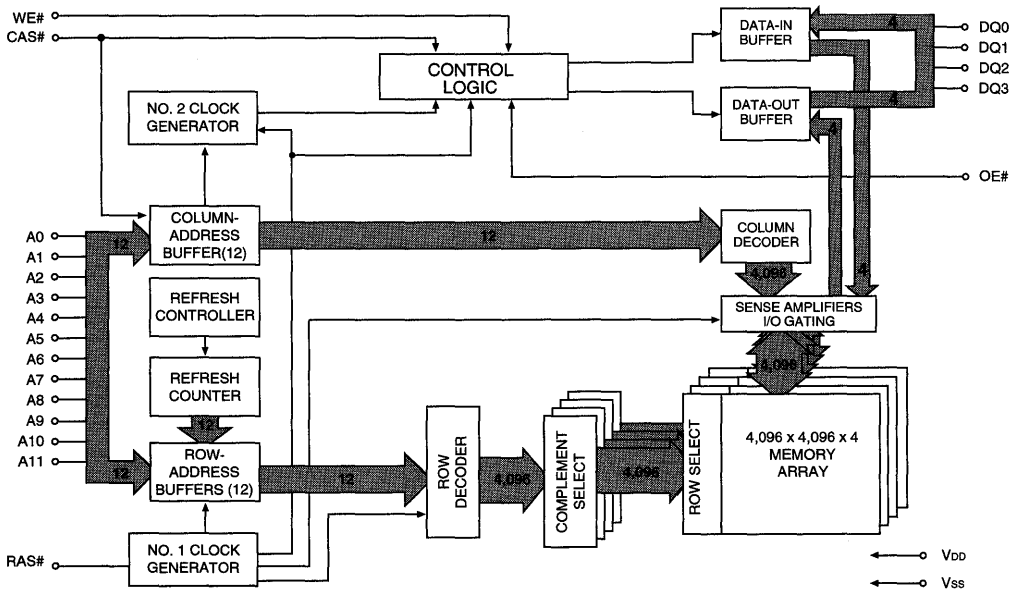 WE#
CAS#
CONTROL
LOGIC
DATA-IN
BUFFER
4
DQ0
DQ1
DQ2
DQ3
NO. 2 CLOCK
GENERATOR
DATA-OUT
BUFFER
4
4
OE#
COLUMN-
ADDRESS
BUFFER(12)
12
12
COLUMN
DECODER
4,096
4
A0
A1
A2
A3
A4
A5
A6
A7
A8
A9
A10
A11
REFRESH
CONTROLLER
SENSE AMPLIFIERS
I/O GATING
REFRESH
COUNTER
12
4,096
ROW-
ADDRESS
BUFFERS (12)
12
12
ROW
DECODER
4,096
COMPLEMENT
SELECT
4,096
ROW SELECT
4,096 x 4,096 x 4
MEMORY
ARRAY
RAS#
NO. 1 CLOCK
GENERATOR
VDD
VSS